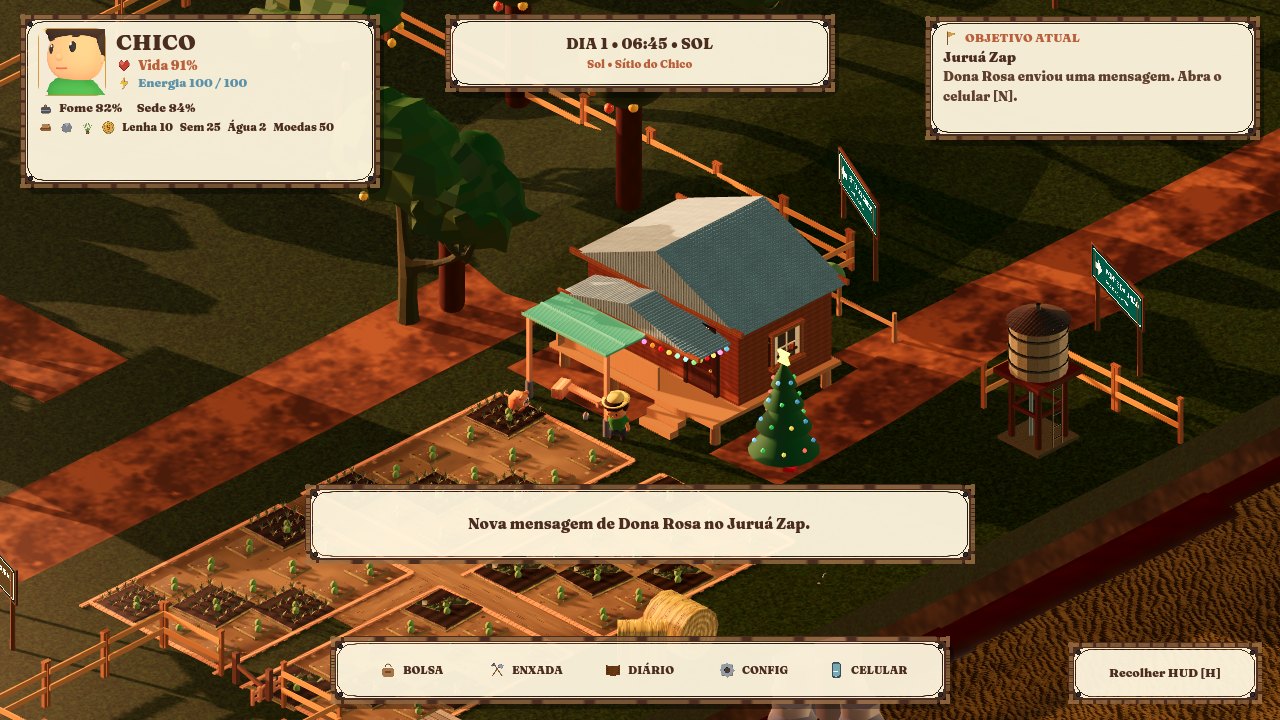 CHICO
Vida 91%
Energia 100 / 100
Fome 82% Sede 84%
Lenha 10 Sem 25 Água 2 Moedas 50
DIA 1 • 06:45 • SOL
Sol • Sítio do Chico
OBJETIVO ATUAL
Juruá Zap
Dona Rosa enviou uma mensagem. Abra o
celular [N].
Nova mensagem de Dona Rosa no Juruá Zap.
BOLSA
ENXADA
DIÁRIO
CONFIG
CELULAR
Recolher HUD [H]